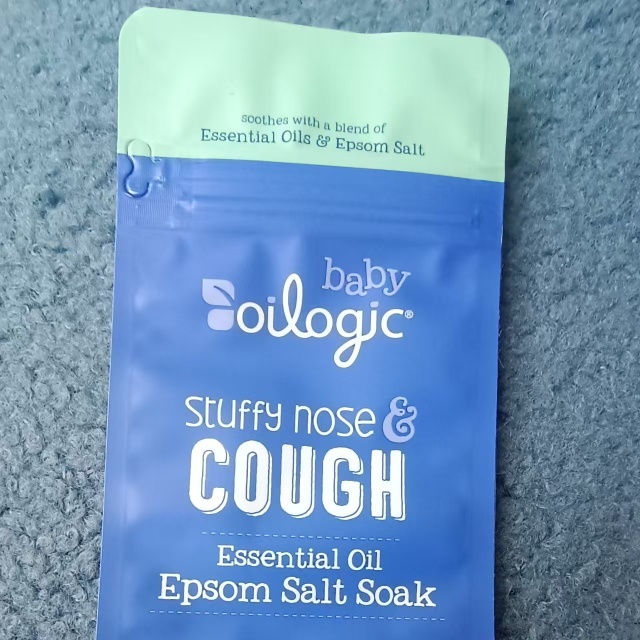 soothes with a blend of
Essential Oils & Epsom Salt
baby
oilogic®
stuffy nose &
COUGH
Essential Oil
Epsom Salt Soak